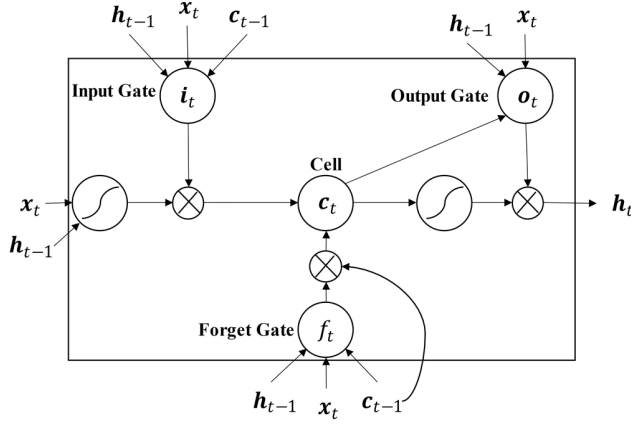 h_{t-1} x_t c_{t-1}
h_{t-1} x_t
Input Gate i_t
Output Gate o_t
Cell
x_t
c_t
h_t
h_{t-1}
Forget Gate f_t
h_{t-1} x_t c_{t-1}